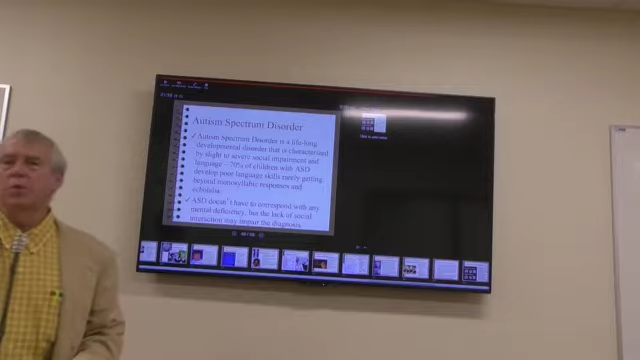 Autism Spectrum Disorder
✓ Autism Spectrum Disorder is a life-long
developmental disorder that is characterized
by slight to severe social impairment and
language – 70% of children with ASD
develop poor language skills rarely getting
beyond monosyllabic responses and
echolalia.
✓ ASD doesn't have to correspond with any
mental deficiency, but the lack of social
interaction may impair the diagnosis.